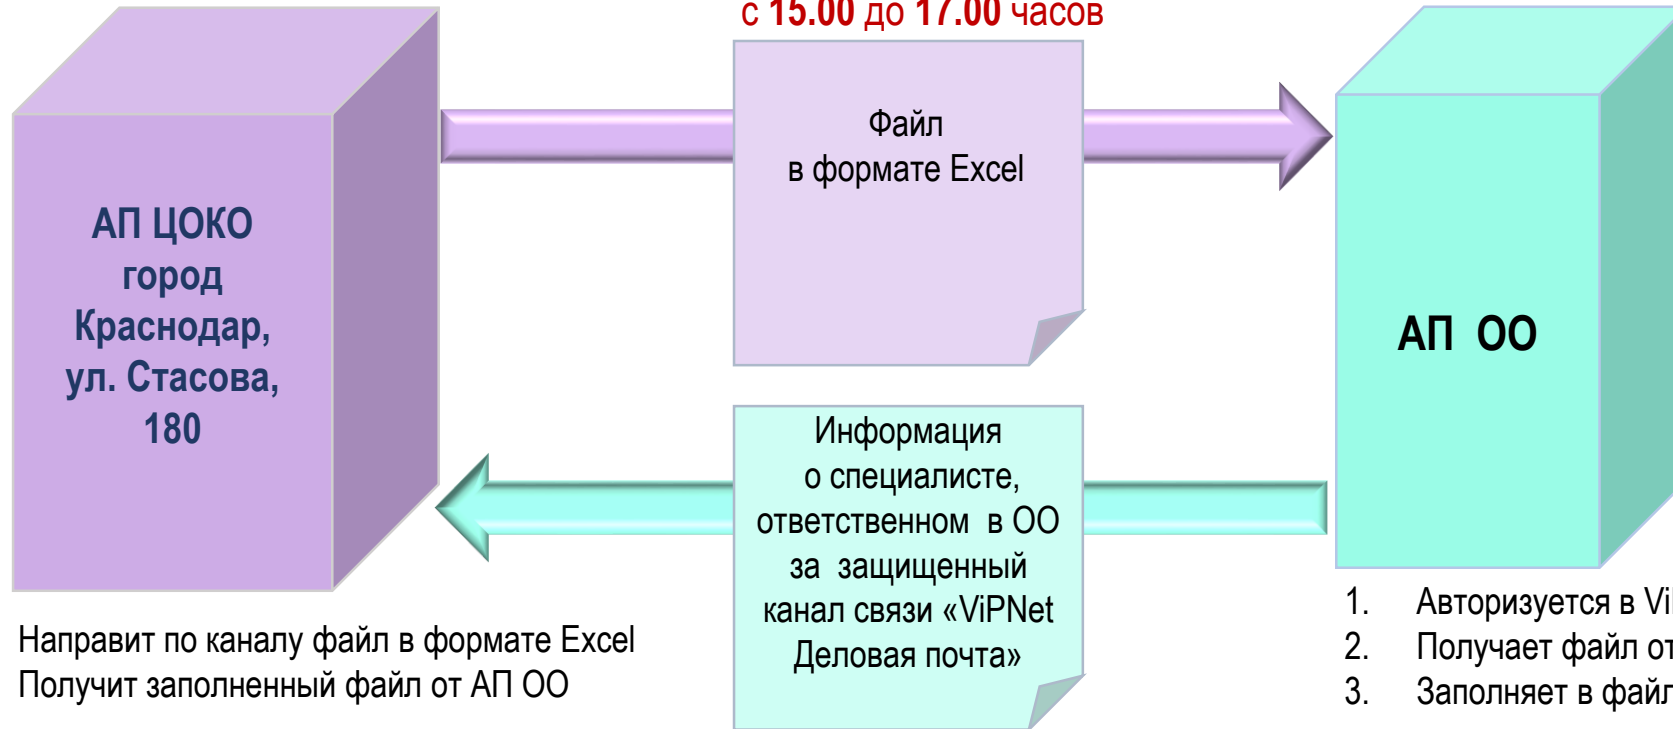 с 15.00 до 17.00 часов
Файл
в формате Excel
АП ЦОКО
город
Краснодар,
ул. Стасова,
180
АП ОО
Информация
о специалисте,
ответственном в ОО
за защищенный
канал связи «ViPNet
Деловая почта»
Направит по каналу файл в формате Excel
Получит заполненный файл от АП ОО
1. Авторизуется в
2. Получает файл от
3. Заполняет в